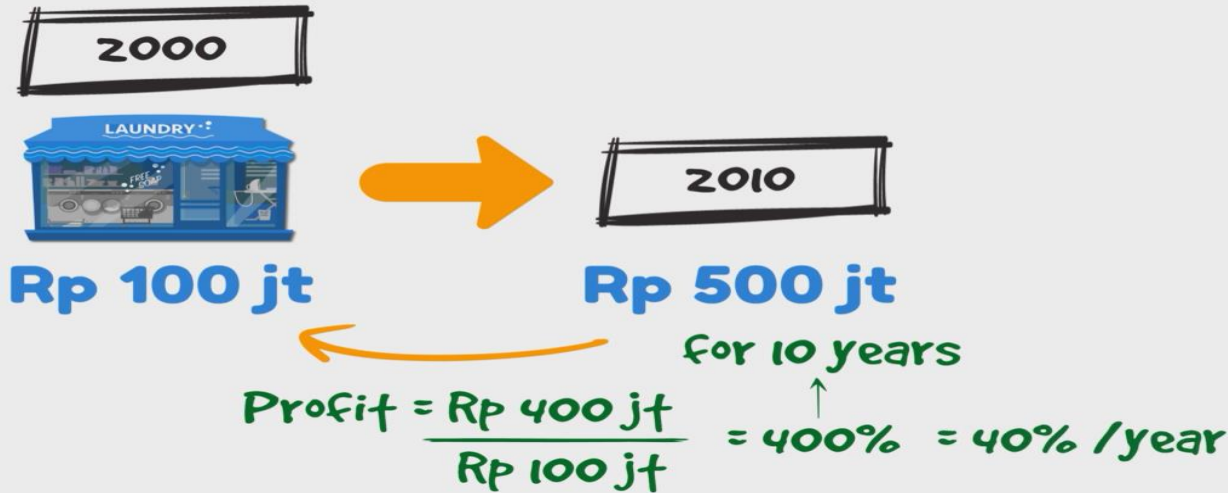 2000
LAUNDRY
FREE
SOAP
Rp 100 jt
2010
Rp 500 jt
for 10 years
Profit = Rp 400 jt
Rp 100 jt
= 400% = 40% /year